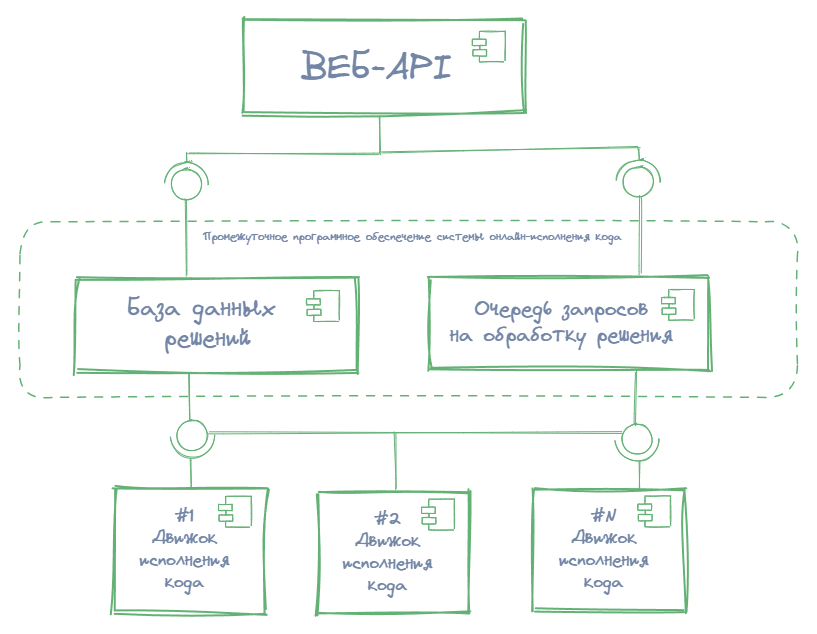 ВЕБ-API
Промежуточное программное обеспечение системы онлайн-исполнения кода
База данных
решений
Очередь запросов
на обработку решения
#1
Движок
исполнения
кода
#2
Движок
исполнения
кода
#N
Движок
исполнения
кода